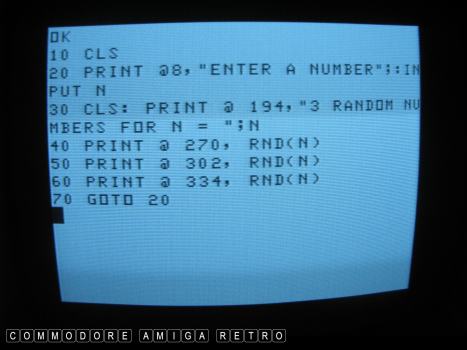 OK
10 CLS
20 PRINT @8,"ENTER A NUMBER";:IN
PUT N
30 CLS: PRINT @ 194,"3 RANDOM NU
MBERS FOR N = ";N
40 PRINT @ 270, RND(N)
50 PRINT @ 302, RND(N)
60 PRINT @ 334, RND(N)
70 GOTO 20
COMMODORE AMIGA RETRO